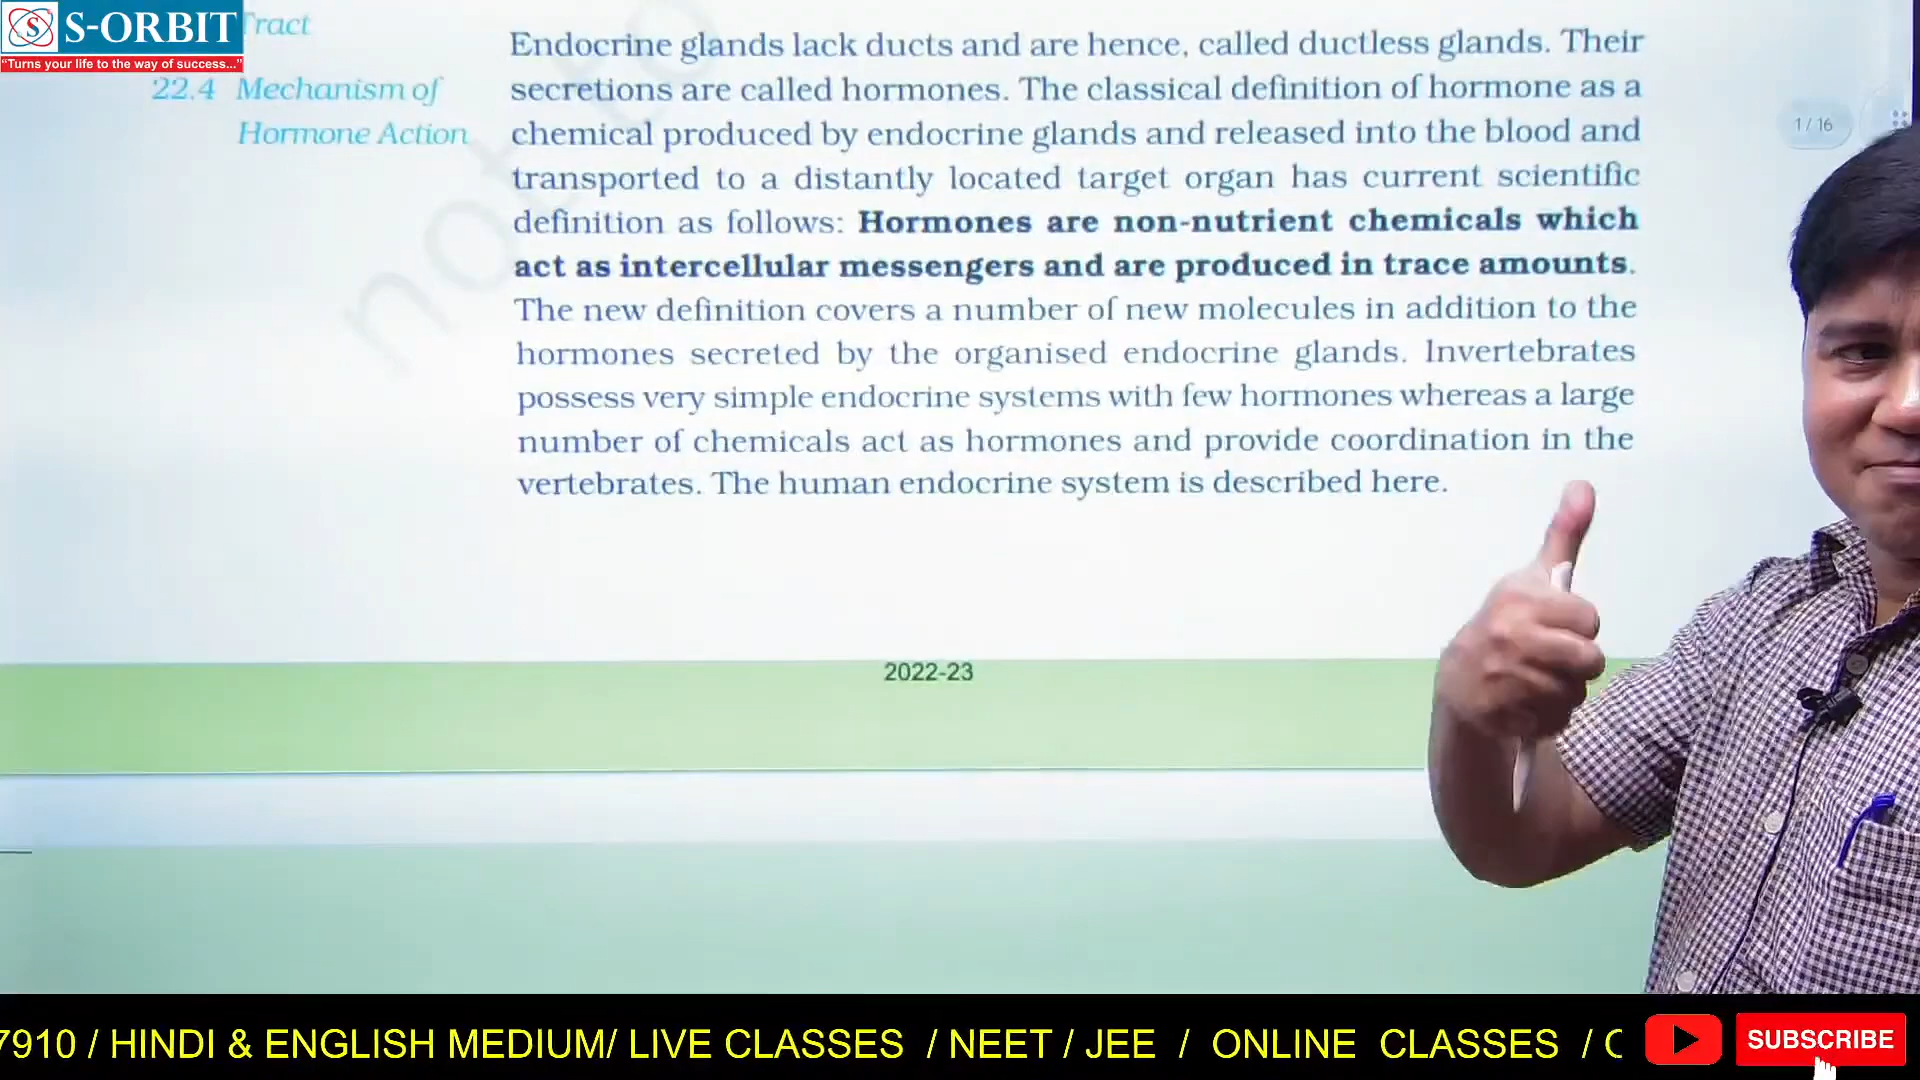 S-ORBIT
"Turns your life to the way of success..."
Tract
22.4 Mechanism of
Hormone Action
Endocrine glands lack ducts and are hence, called ductless glands. Their
secretions are called hormones. The classical definition of hormone as a
chemical produced by endocrine glands and released into the blood and
transported to a distantly located target organ has current scientific
definition as follows: Hormones are non-nutrient chemicals which
act as intercellular messengers and are produced in trace amounts.
The new definition covers a number of new molecules in addition to the
hormones secreted by the organised endocrine glands. Invertebrates
possess very simple endocrine systems with few hormones whereas a large
number of chemicals act as hormones and provide coordination in the
vertebrates. The human endocrine system is described here.
not to
1 / 16
2022-23
7910 / HINDI & ENGLISH MEDIUM/ LIVE CLASSES / NEET / JEE / ONLINE CLASSES /
SUBSCRIBE